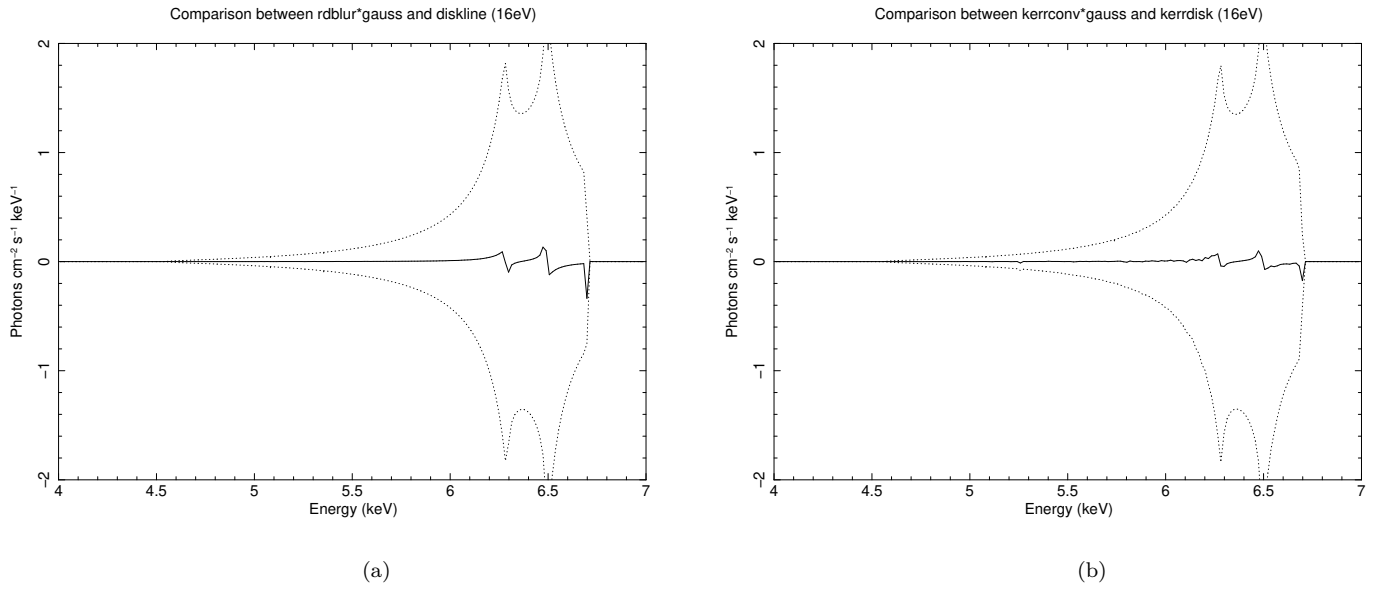 Comparison between rdblur*gauss and diskline (16eV)
2
1
0
−1
−2
Photons cm−2 s−1 keV−1
4 4.5 5 5.5 6 6.5 7
Energy (keV)
(a)
Comparison between kerrconv*gauss and kerrdisk (16eV)
2
1
0
−1
−2
Photons cm−2 s−1 keV−1
4 4.5 5 5.5 6 6.5 7
Energy (keV)
(b)